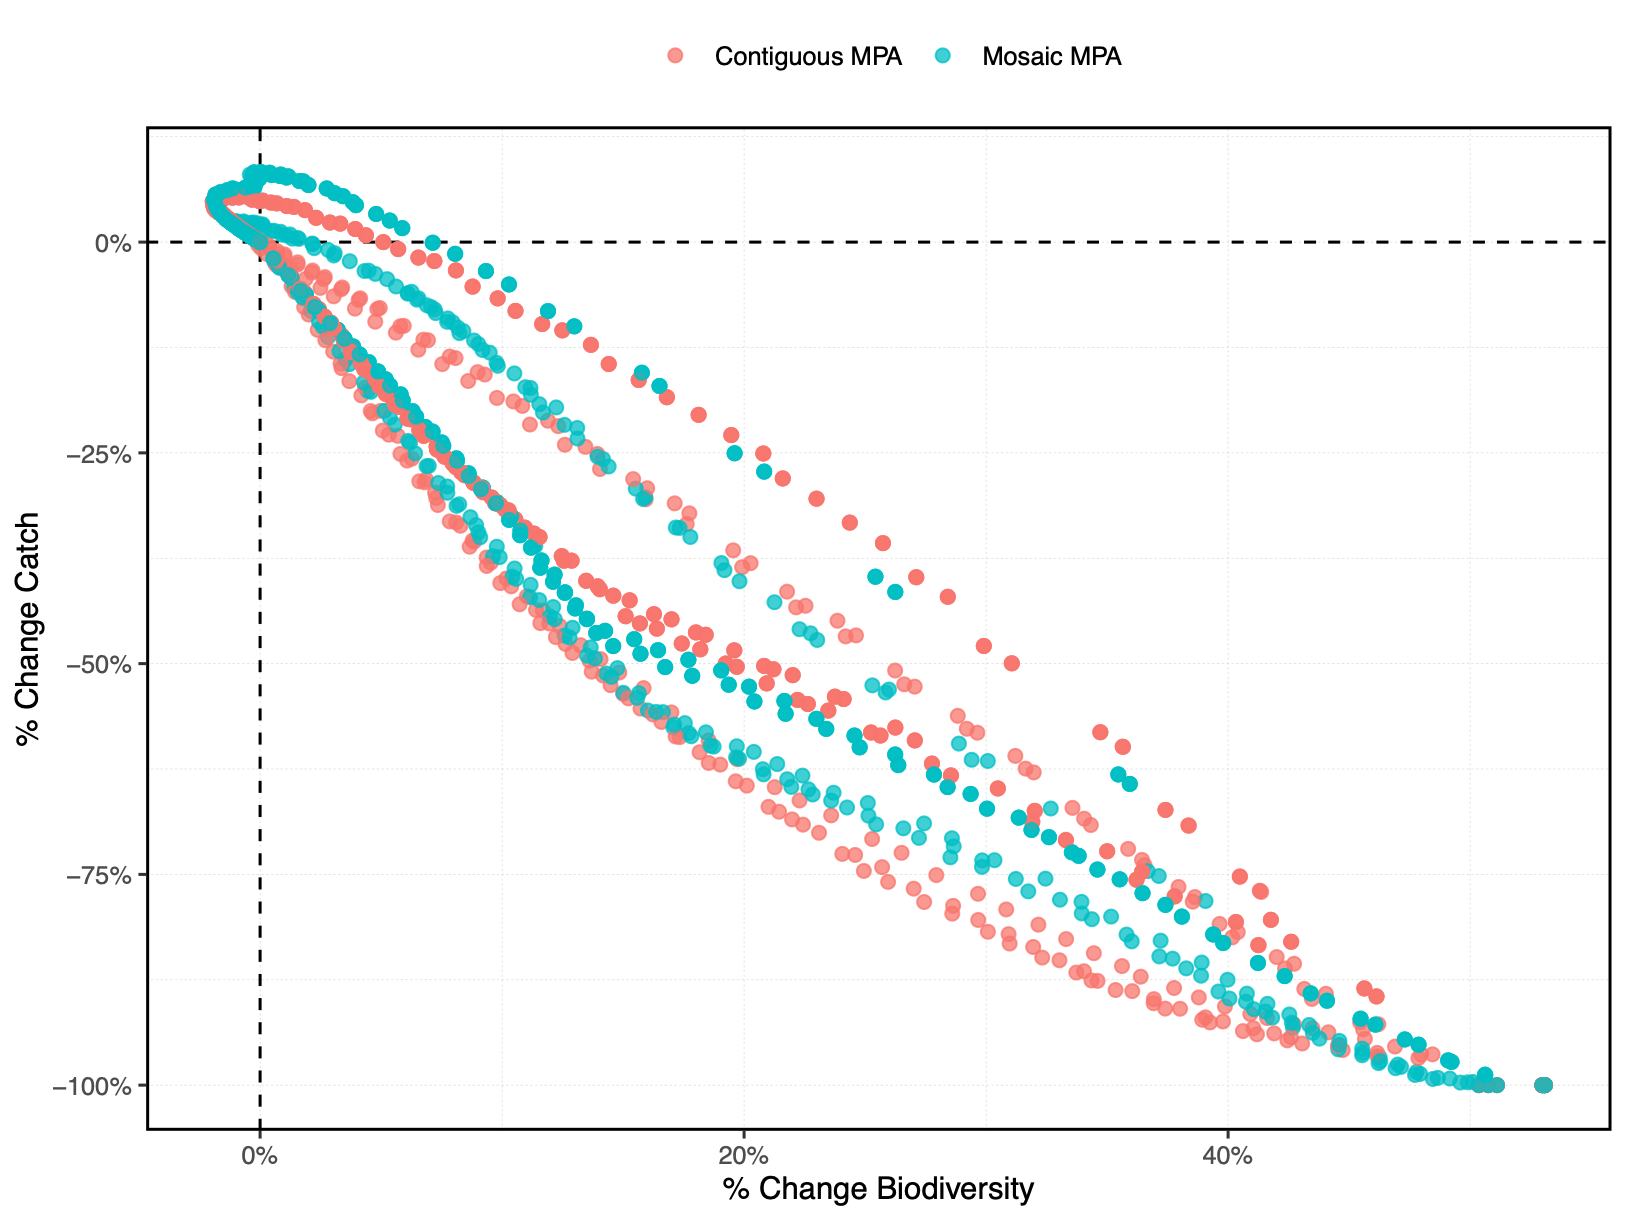 Contiguous MPA Mosaic MPA
% Change Catch
0%
−25%
−50%
−75%
−100%
0% 20% 40%
% Change Biodiversity